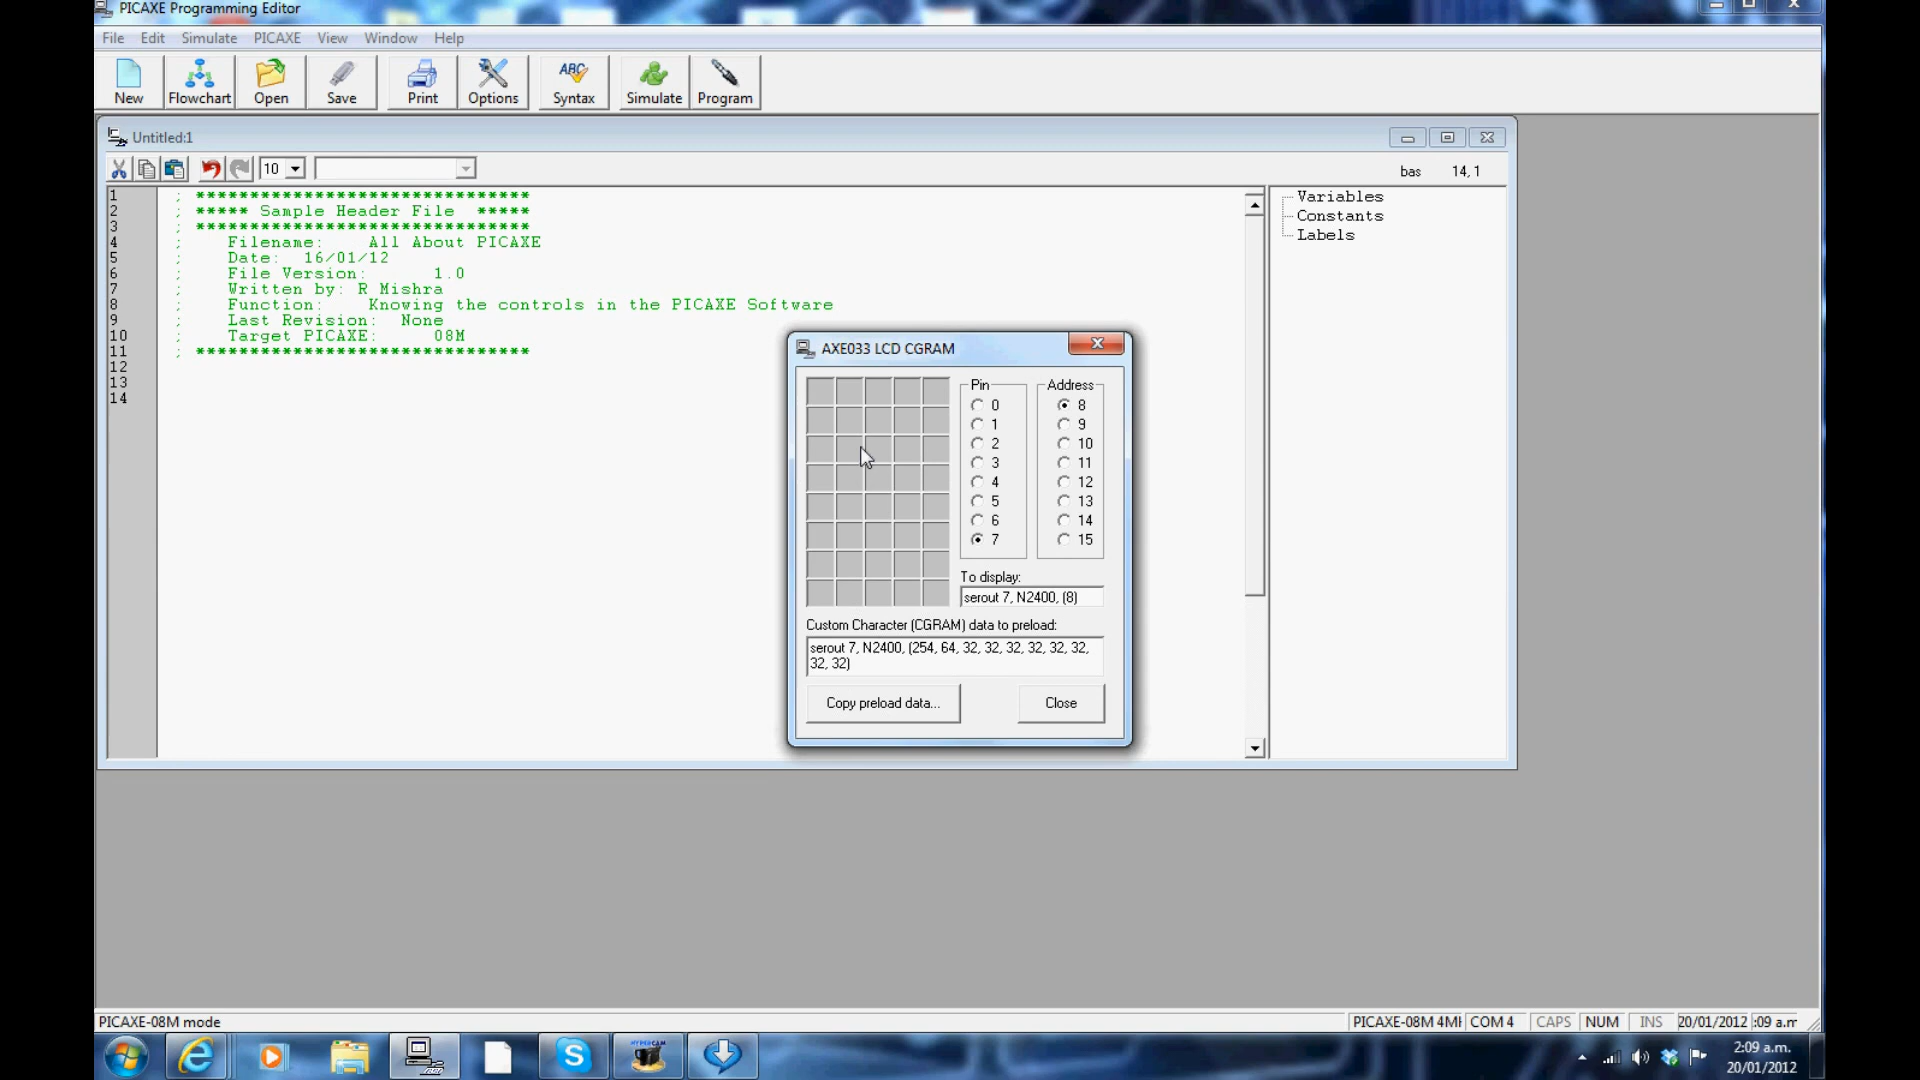 PICAXE Programming Editor
File Edit Simulate PICAXE View Window Help
ABC
New Flowchart Open Save Print Options Syntax Simulate Program
Untitled:1
10
bas 14,1
1 ; *******************************
2 ; ***** Sample Header File *****
3 ; *******************************
4 ; Filename: All About PICAXE
5 ; Date: 16/01/12
6 ; File Version: 1.0
7 ; Written by: R Mishra
8 ; Function: Knowing the controls in the PICAXE Software
9 ; Last Revision: None
10 ; Target PICAXE: 08M
11 ; *******************************
12
13
14
Variables
Constants
Labels
AXE033 LCD CGRAM
Pin Address
0 8
1 9
2 10
3 11
4 12
5 13
6 14
7 15
To display:
serout 7, N2400, (8)
Custom Character (CGRAM) data to preload:
serout 7, N2400, (254, 64, 32, 32, 32, 32, 32, 32,
32, 32)
Copy preload data... Close
PICAXE-08M mode
PICAXE-08M 4MH COM 4 CAPS NUM INS 20/01/2012 :09 a.m
HYPERCAM
2:09 a.m.
20/01/2012